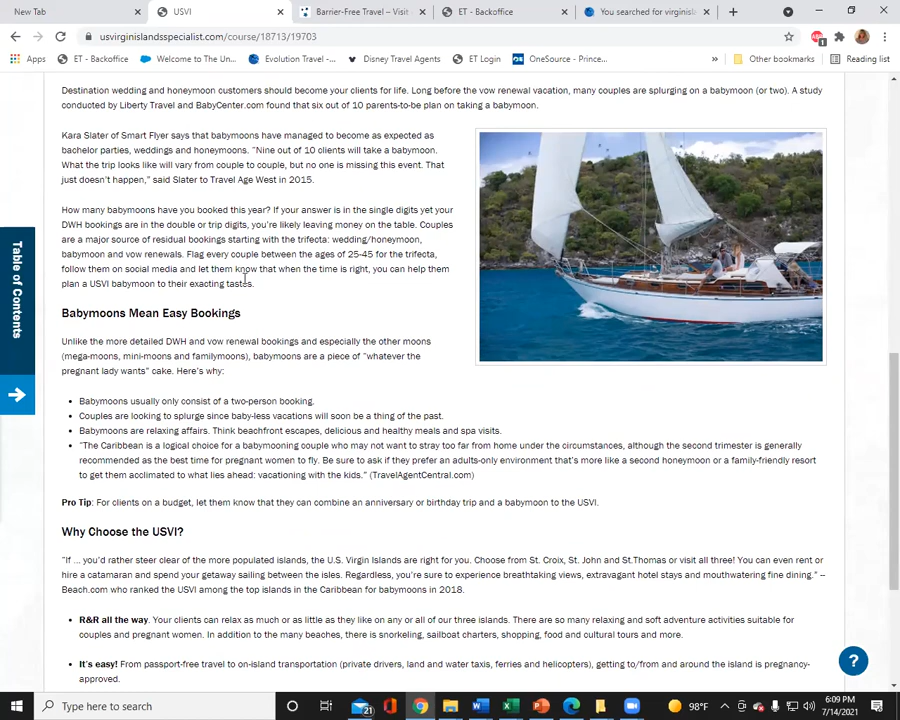 New Tab
USVI
Barrier-Free Travel – Visit
ET - Backoffice
You searched for virginisl
usvirginislandsspecialist.com/course/18713/19703
1
Apps
ET - Backoffice
Welcome to The Un...
Evolution Travel -...
Disney Travel Agents
ET Login
OneSource - Prince...
»
Other bookmarks
Reading list
Destination wedding and honeymoon customers should become your clients for life. Long before the vow renewal vacation, many couples are splurging on a babymoon (or two). A study
conducted by Liberty Travel and BabyCenter.com found that six out of 10 parents-to-be plan on taking a babymoon.
Kara Slater of Smart Flyer says that babymoons have managed to become as expected as
bachelor parties, weddings and honeymoons. "Nine out of 10 clients will take a babymoon.
What the trip looks like will vary from couple to couple, but no one is missing this event. That
just doesn't happen," said Slater to Travel Age West in 2015.
How many babymoons have you booked this year? If your answer is in the single digits yet your
DWH bookings are in the double or trip digits, you're likely leaving money on the table. Couples
are a major source of residual bookings starting with the trifecta: wedding/honeymoon,
babymoon and vow renewals. Flag every couple between the ages of 25-45 for the trifecta,
follow them on social media and let them know that when the time is right, you can help them
plan a USVI babymoon to their exacting tastes.
Table of Contents
Babymoons Mean Easy Bookings
Unlike the more detailed DWH and vow renewal bookings and especially the other moons
(mega-moons, mini-moons and familymoons), babymoons are a piece of "whatever the
pregnant lady wants" cake. Here's why:
• Babymoons usually only consist of a two-person booking.
• Couples are looking to splurge since baby-less vacations will soon be a thing of the past.
• Babymoons are relaxing affairs. Think beachfront escapes, delicious and healthy meals and spa visits.
• "The Caribbean is a logical choice for a babymooning couple who may not want to stray too far from home under the circumstances, although the second trimester is generally
recommended as the best time for pregnant women to fly. Be sure to ask if they prefer an adults-only environment that's more like a second honeymoon or a family-friendly resort
to get them acclimated to what lies ahead: vacationing with the kids." (TravelAgentCentral.com)
Pro Tip: For clients on a budget, let them know that they can combine an anniversary or birthday trip and a babymoon to the USVI.
Why Choose the USVI?
"If ... you'd rather steer clear of the more populated islands, the U.S. Virgin Islands are right for you. Choose from St. Croix, St. John and St.Thomas or visit all three! You can even rent or
hire a catamaran and spend your getaway sailing between the isles. Regardless, you're sure to experience breathtaking views, extravagant hotel stays and mouthwatering fine dining." –
Beach.com who ranked the USVI among the top islands in the Caribbean for babymoons in 2018.
• R&R all the way. Your clients can relax as much or as little as they like on any or all of our three islands. There are so many relaxing and soft adventure activities suitable for
couples and pregnant women. In addition to the many beaches, there is snorkeling, sailboat charters, shopping, food and cultural tours and more.
• It's easy! From passport-free travel to on-island transportation (private drivers, land and water taxis, ferries and helicopters), getting to/from and around the island is pregnancy-
approved.
?
Type here to search
21
98°F
6:09 PM
7/14/2021